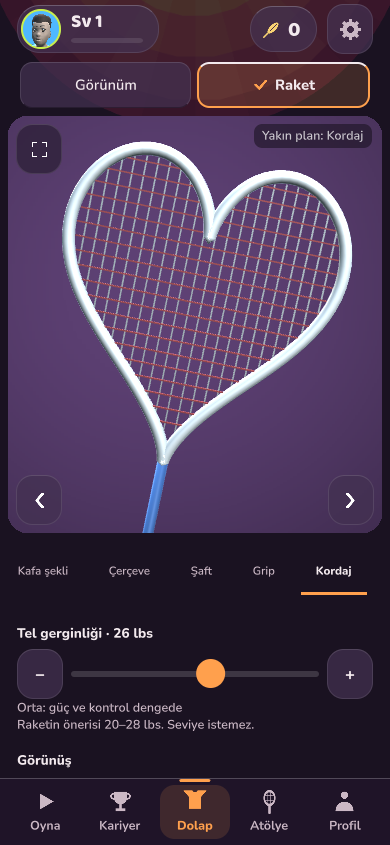 Sv 1
0
Görünüm
Raket
Yakın plan: Kordaj
Kafa şekli
Çerçeve
Şaft
Grip
Kordaj
Tel gerginliği · 26 lbs
Orta: güç ve kontrol dengede
Raketin önerisi 20–28 lbs. Seviye istemez.
Görünüş
Oyna
Kariyer
Dolap
Atölye
Profil